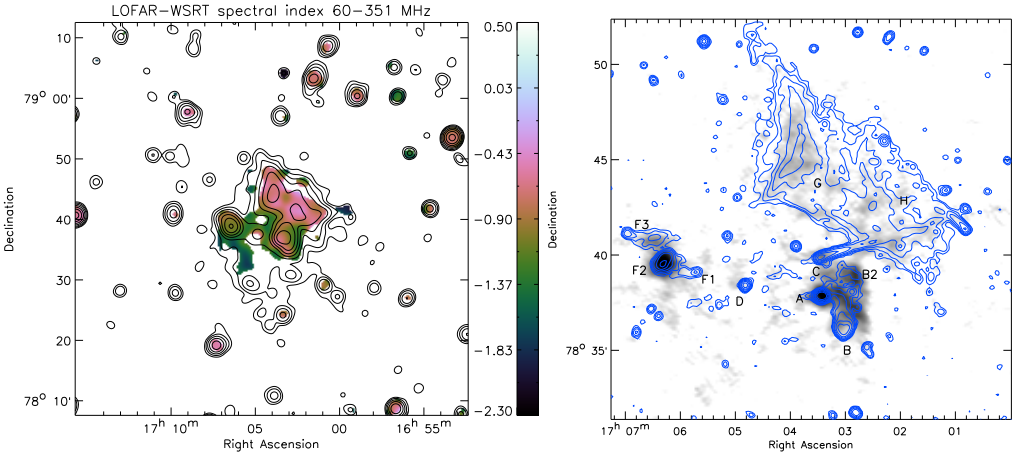 LOFAR-WSRT spectral index 60-351 MHz
10
79° 00'
50
40
30
20
78° 10'
Declination
17ʰ 10ᵐ
05
00
16ʰ 55ᵐ
Right Ascension
0.50
0.03
−0.43
−0.90
−1.37
−1.83
−2.30
50
45
40
78° 35'
Declination
G
H
F3
F2
F1
C
B2
A
D
B
17ʰ 07ᵐ
06
05
04
03
02
01
Right Ascension